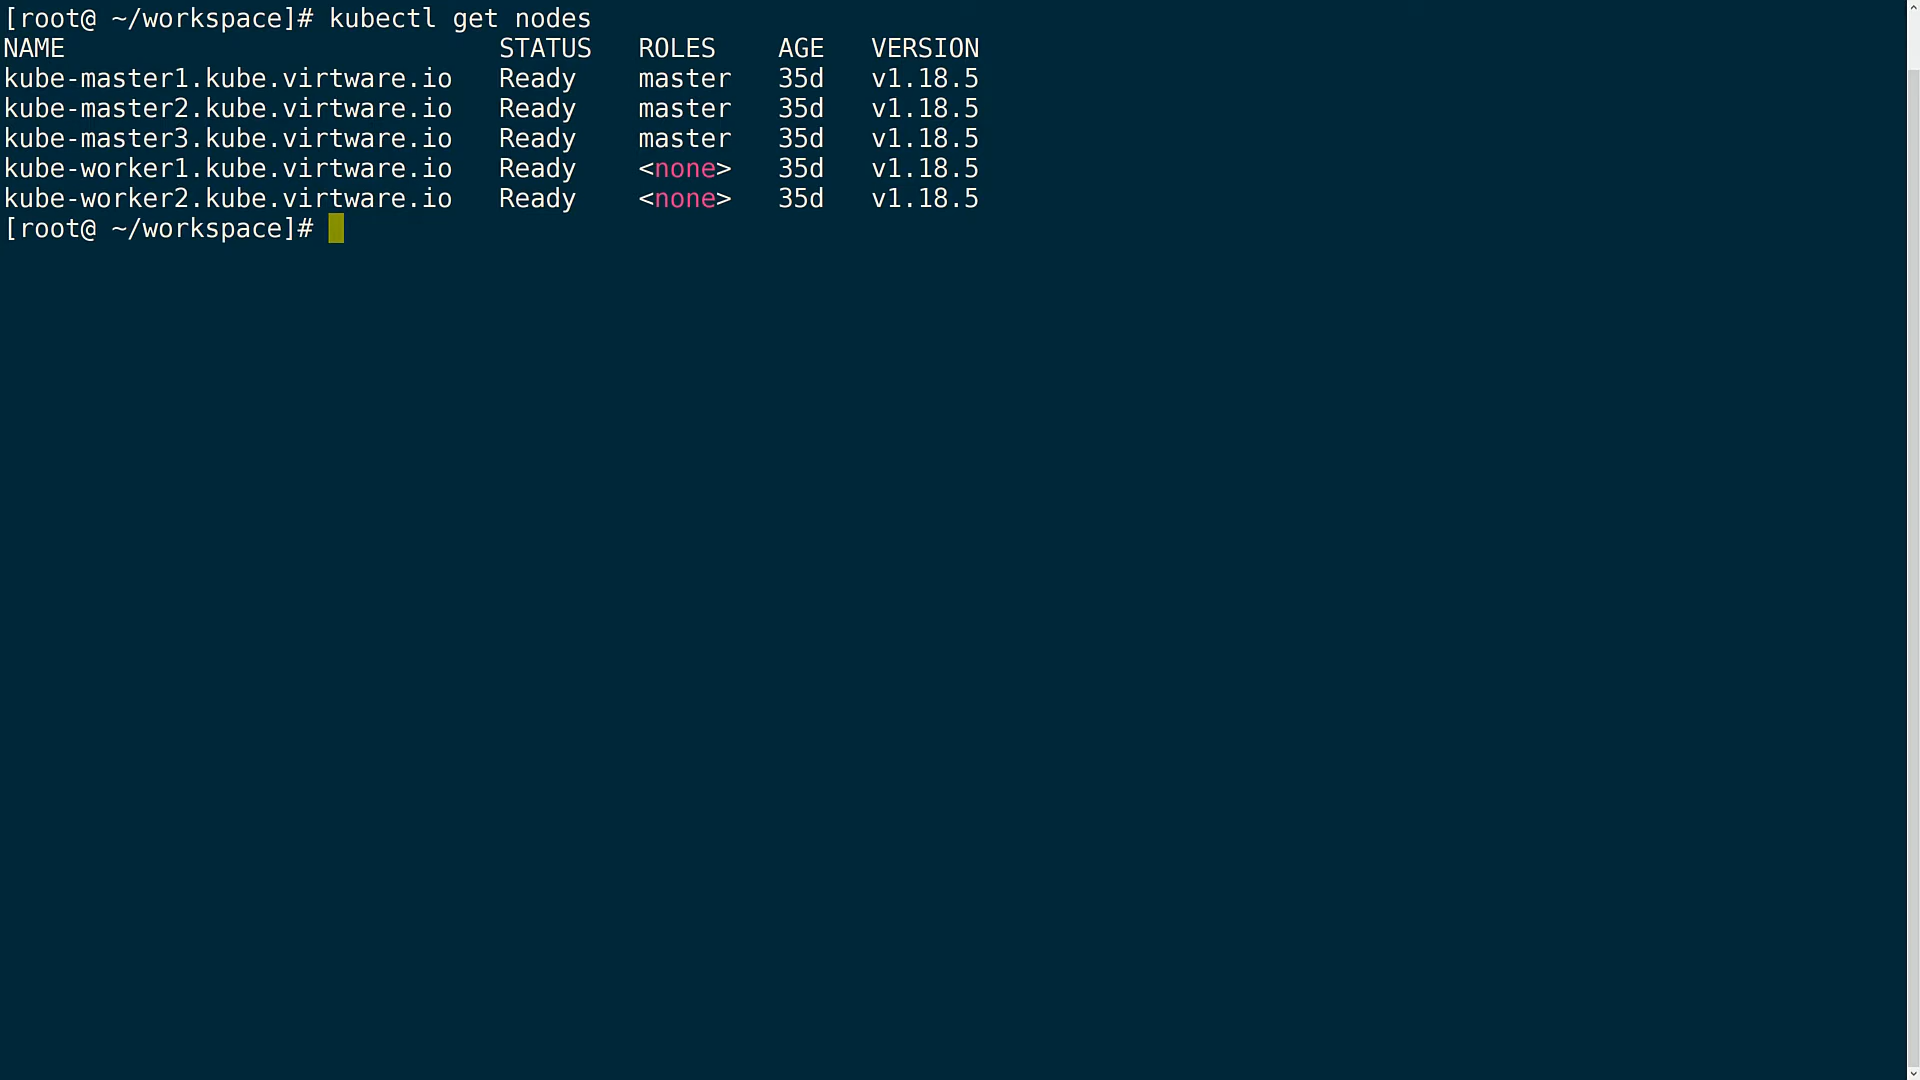 [root@ ~/workspace]# kubectl get nodes
NAME                            STATUS   ROLES    AGE   VERSION
kube-master1.kube.virtware.io   Ready    master   35d   v1.18.5
kube-master2.kube.virtware.io   Ready    master   35d   v1.18.5
kube-master3.kube.virtware.io   Ready    master   35d   v1.18.5
kube-worker1.kube.virtware.io   Ready    <none>   35d   v1.18.5
kube-worker2.kube.virtware.io   Ready    <none>   35d   v1.18.5
[root@ ~/workspace]#